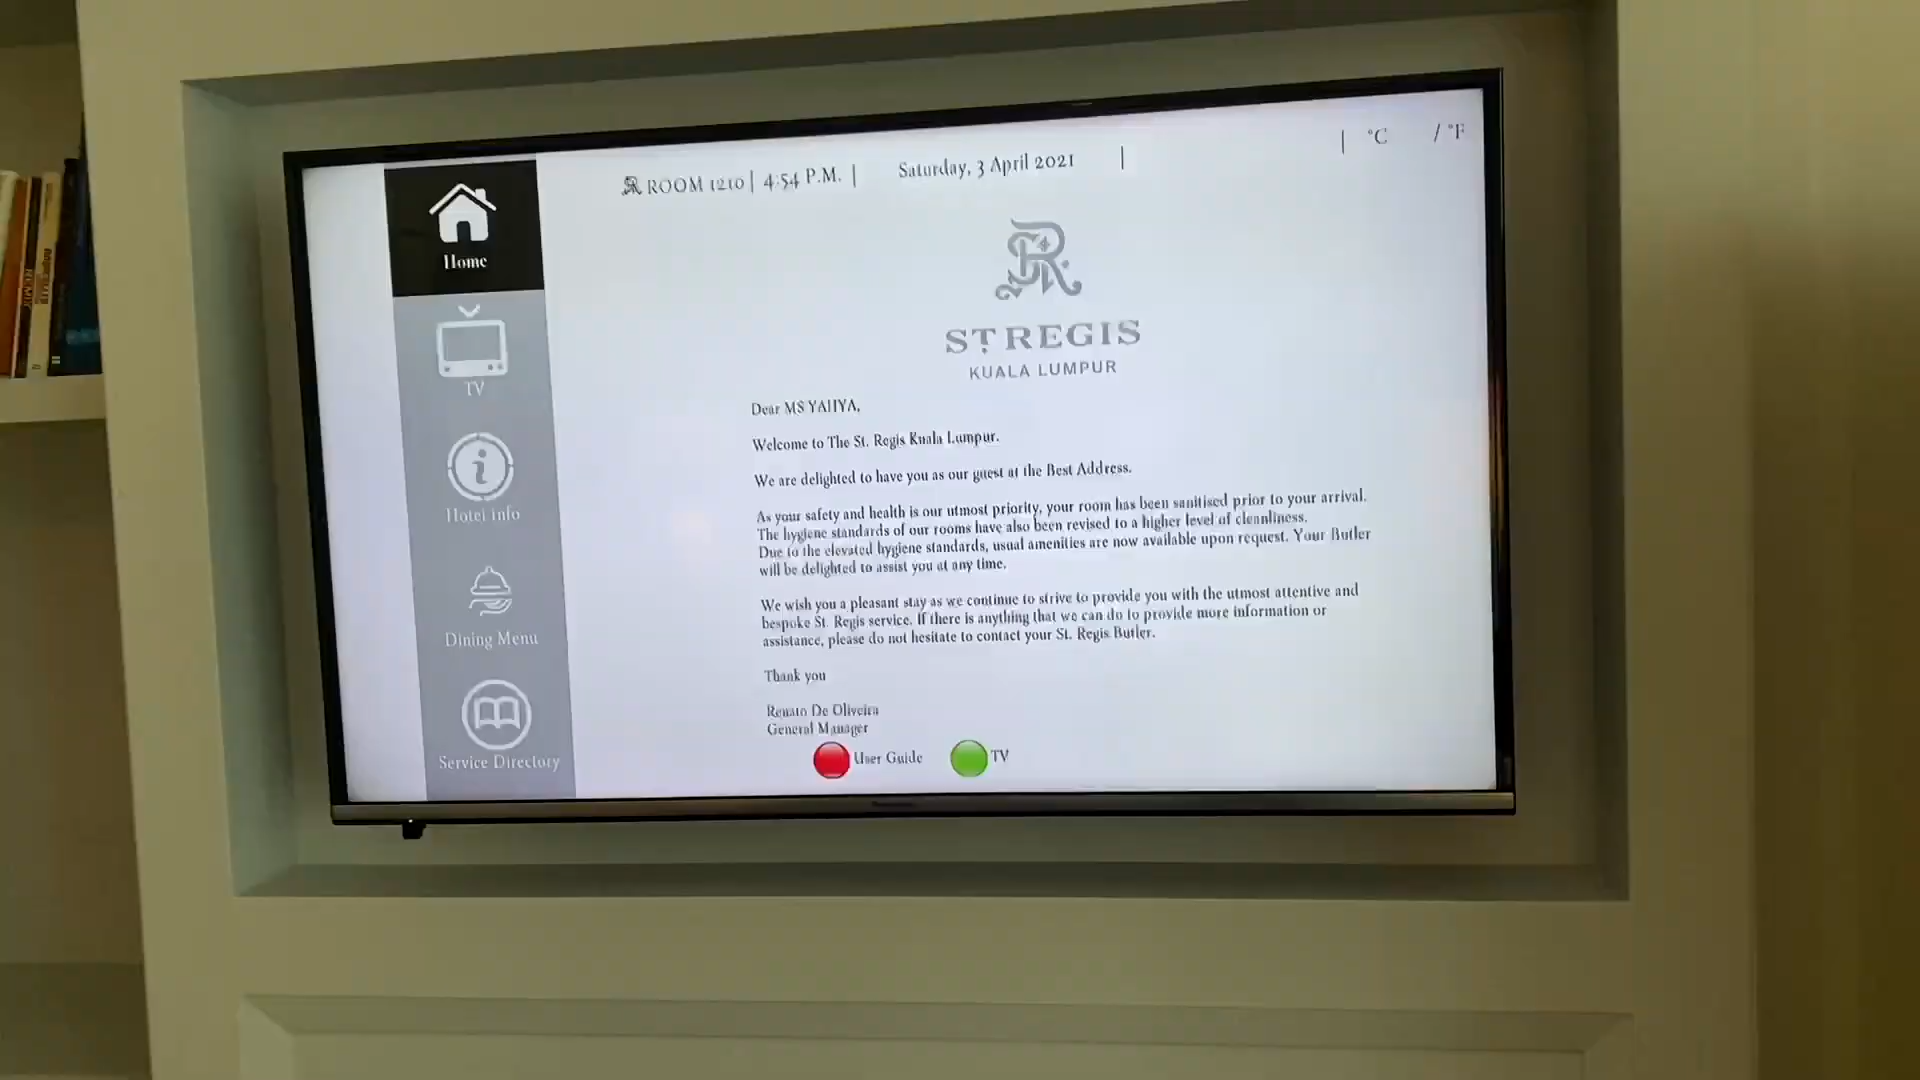 Home
TV
Hotel info
Dining Menu
Service Directory
ROOM 1210 | 4:54 P.M. | Saturday, 3 April 2021 | | °C / °F
ST REGIS
KUALA LUMPUR
Dear MS YAHYA,
Welcome to The St. Regis Kuala Lumpur.
We are delighted to have you as our guest at the Best Address.
As your safety and health is our utmost priority, your room has been sanitised prior to your arrival.
The hygiene standards of our rooms have also been revised to a higher level of cleanliness.
Due to the elevated hygiene standards, usual amenities are now available upon request. Your Butler
will be delighted to assist you at any time.
We wish you a pleasant stay as we continue to strive to provide you with the utmost attentive and
bespoke St. Regis service. If there is anything that we can do to provide more information or
assistance, please do not hesitate to contact your St. Regis Butler.
Thank you
Renato De Oliveira
General Manager
User Guide TV